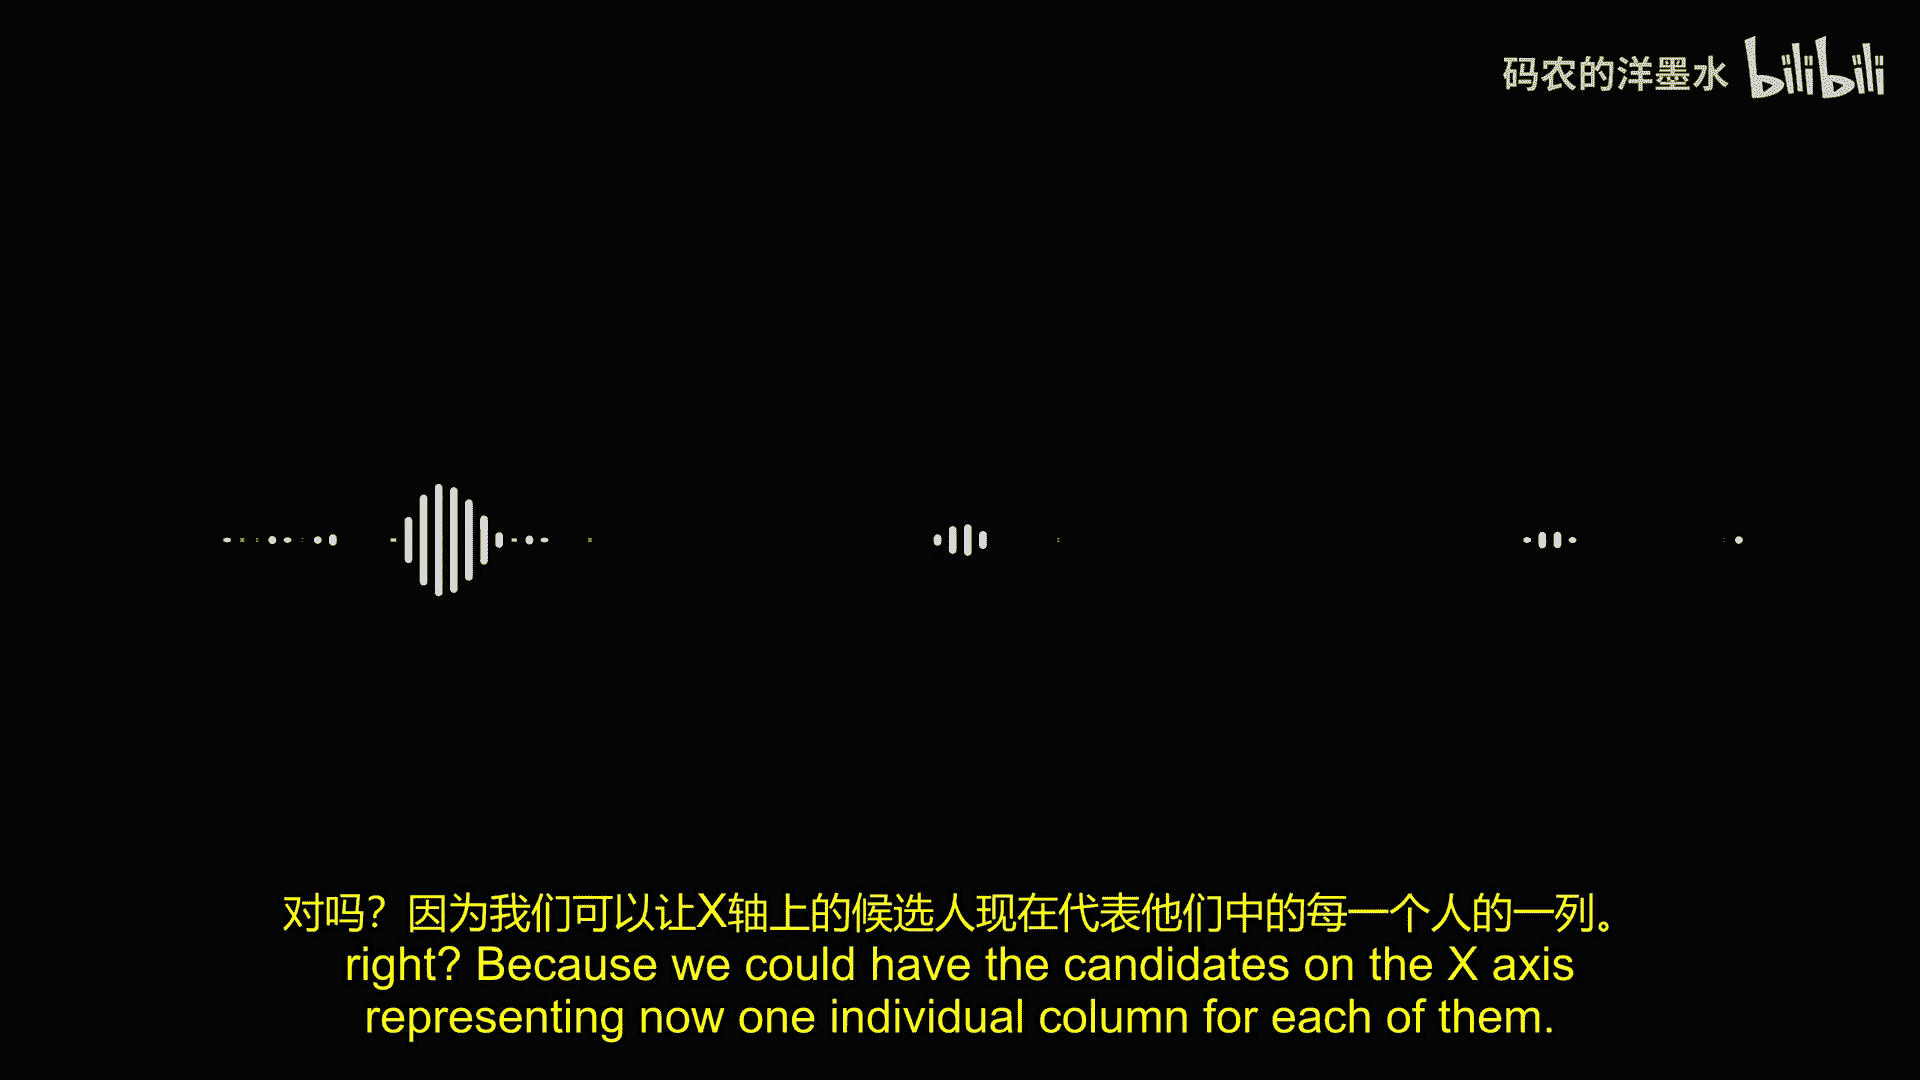 码农的洋墨水 bilibili
对吗？因为我们可以让X轴上的候选人现在代表他们中的每一个人的一列。
right? Because we could have the candidates on the X axis
representing now one individual column for each of them.